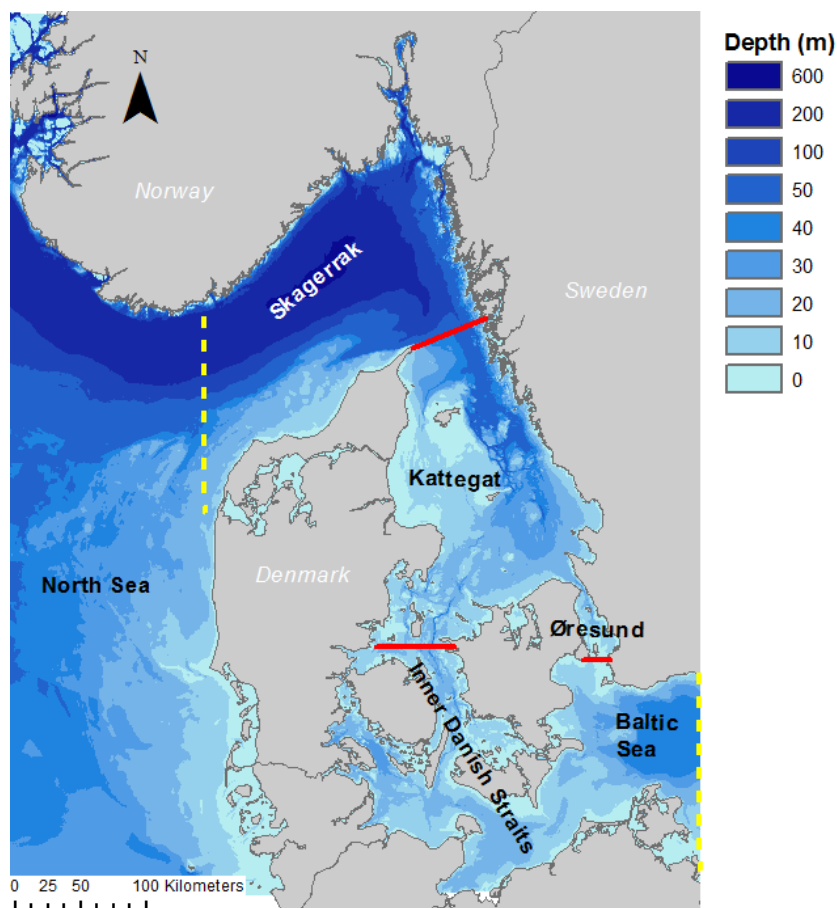 N
Norway
Skagerrak
Sweden
Kattegat
North Sea
Denmark
Øresund
Inner Danish Straits
Baltic
Sea
0 25 50 100 Kilometers
Depth (m)
600
200
100
50
40
30
20
10
0